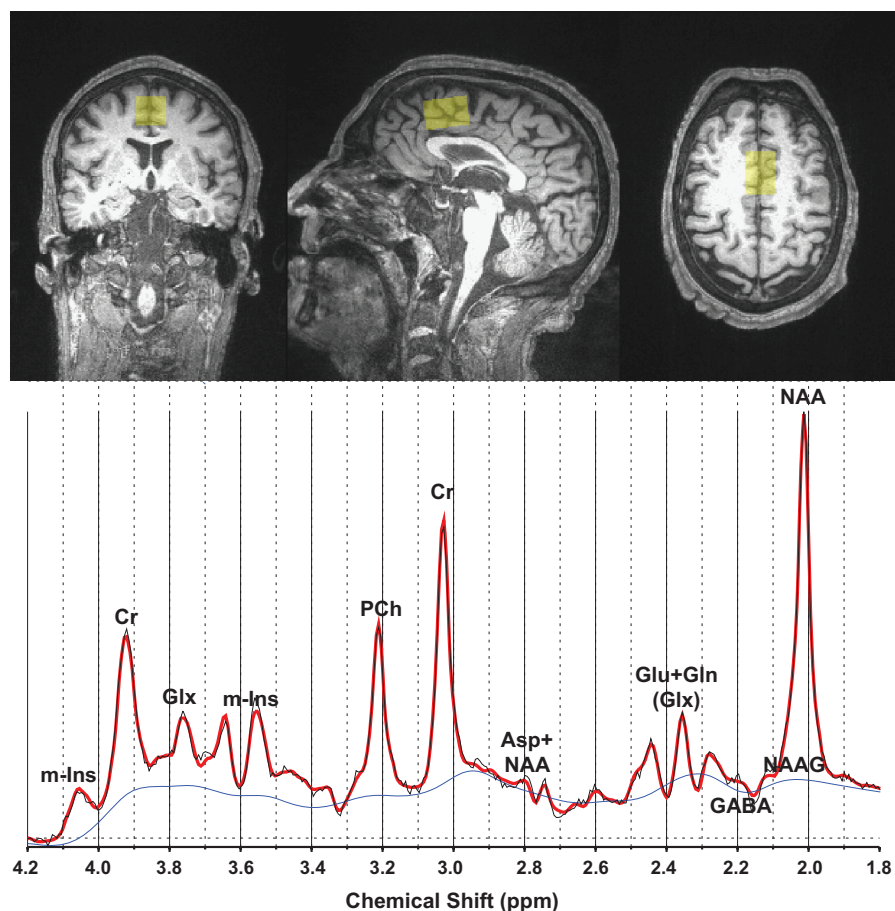 NAA
Cr
Cr
PCh
Glx
m-Ins
Glu+Gln
(Glx)
Asp+
NAA
m-Ins
NAAG
GABA
4.2 4.0 3.8 3.6 3.4 3.2 3.0 2.8 2.6 2.4 2.2 2.0 1.8
Chemical Shift (ppm)